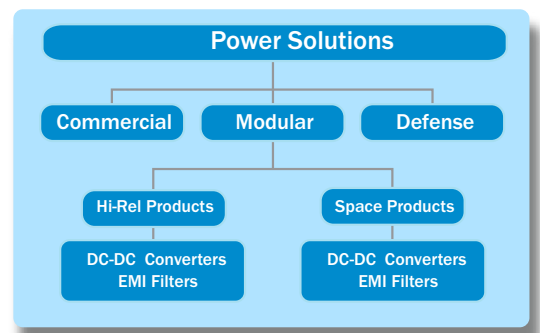 Power Solutions
Commercial
Modular
Defense
Hi-Rel Products
Space Products
DC-DC Converters
EMI Filters
DC-DC Converters
EMI Filters